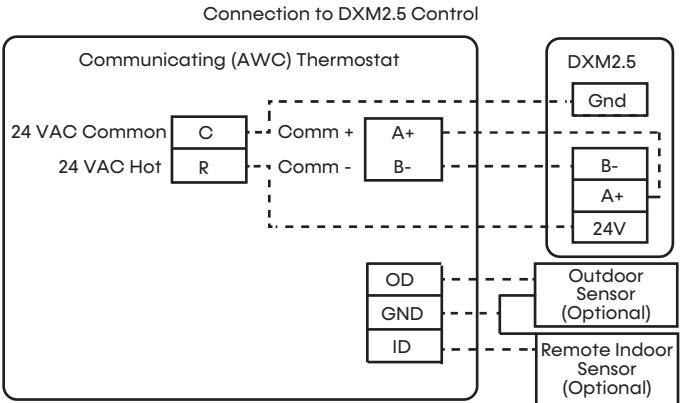 Connection to DXM2.5 Control
Communicating (AWC) Thermostat
DXM2.5
Gnd
24 VAC Common
C
Comm +
A+
24 VAC Hot
R
Comm -
B-
B-
A+
24V
OD
GND
ID
Outdoor
Sensor
(Optional)
Remote Indoor
Sensor
(Optional)